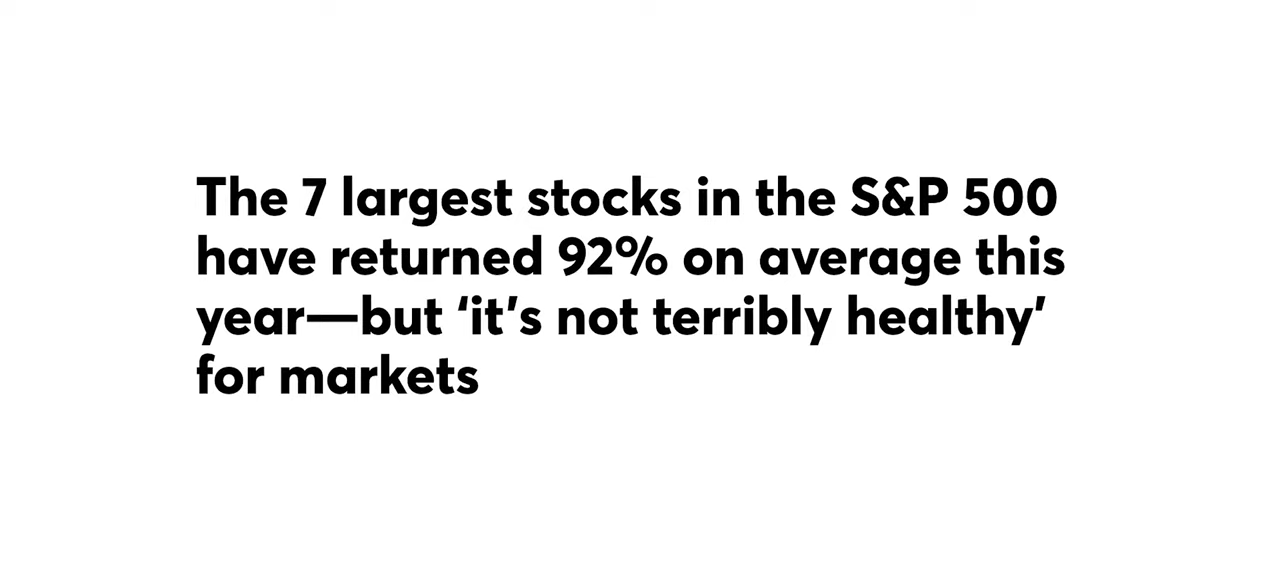 The 7 largest stocks in the S&P 500
have returned 92% on average this
year—but ‘it’s not terribly healthy’
for markets